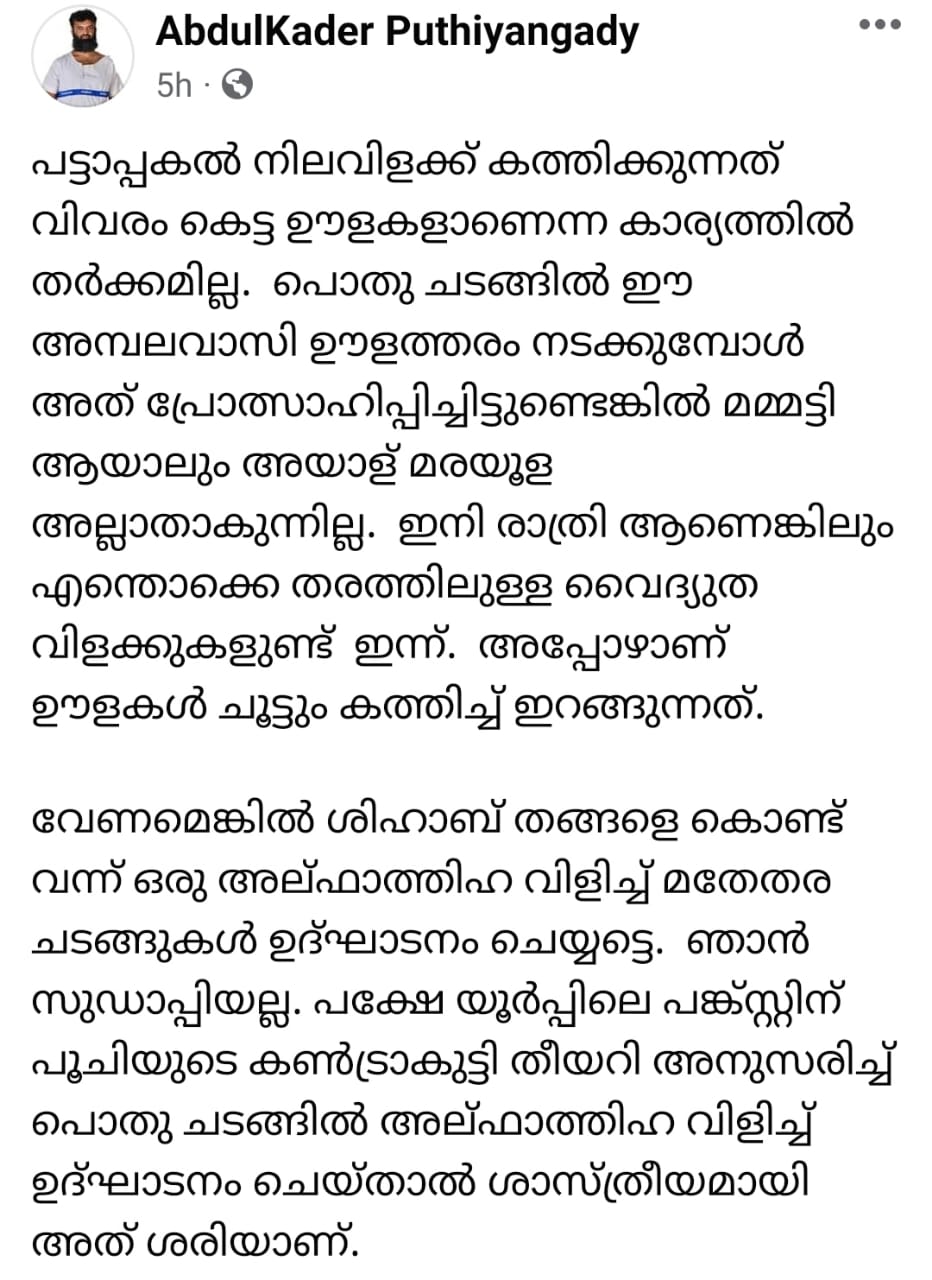 AbdulKader Puthiyangady
5h ·
പട്ടാപ്പകൽ നിലവിളക്ക് കത്തിക്കുന്നത്
വിവരം കെട്ട ഊളകളാണെന്ന കാര്യത്തിൽ
തർക്കമില്ല.  പൊതു ചടങ്ങിൽ ഈ
അമ്പലവാസി ഊളത്തരം നടക്കുമ്പോൾ
അത് പ്രോത്സാഹിപ്പിച്ചിട്ടുണ്ടെങ്കിൽ മമ്മട്ടി
ആയാലും അയാള് മരയൂള
അല്ലാതാകുന്നില്ല.  ഇനി രാത്രി ആണെങ്കിലും
എന്തൊക്കെ തരത്തിലുള്ള വൈദ്യുത
വിളക്കുകളുണ്ട്  ഇന്ന്.  അപ്പോഴാണ്
ഊളകൾ ചൂട്ടും കത്തിച്ച് ഇറങ്ങുന്നത്.
വേണമെങ്കിൽ ശിഹാബ് തങ്ങളെ കൊണ്ട്
വന്ന് ഒരു അല്ഫാത്തിഹ വിളിച്ച് മതേതര
ചടങ്ങുകൾ ഉദ്ഘാടനം ചെയ്യട്ടെ.  ഞാൻ
സുഡാപ്പിയല്ല. പക്ഷേ യൂർപ്പിലെ പങ്ക്സ്റ്റിന്
പൂചിയുടെ കൺട്രാകുട്ടി തീയറി അനുസരിച്ച്
പൊതു ചടങ്ങിൽ അല്ഫാത്തിഹ വിളിച്ച്
ഉദ്ഘാടനം ചെയ്താൽ ശാസ്ത്രീയമായി
അത് ശരിയാണ്.